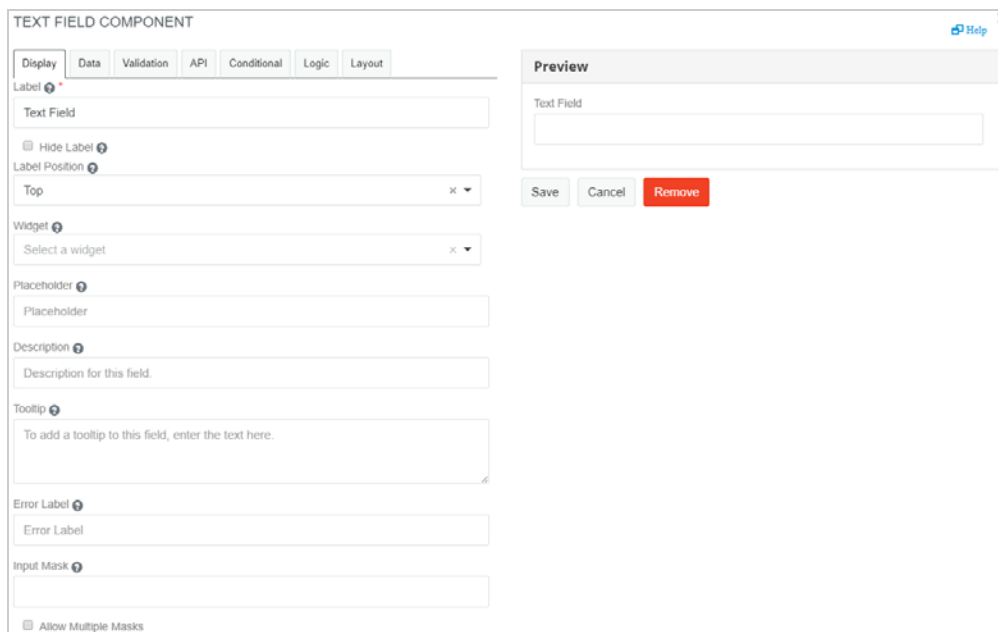 TEXT FIELD COMPONENT
Help
Display Data Validation API Conditional Logic Layout
Label *
Text Field
Hide Label
Label Position
Top
Widget
Select a widget
Placeholder
Placeholder
Description
Description for this field.
Tooltip
To add a tooltip to this field, enter the text here.
Error Label
Error Label
Input Mask
Allow Multiple Masks
Preview
Text Field
Save Cancel Remove